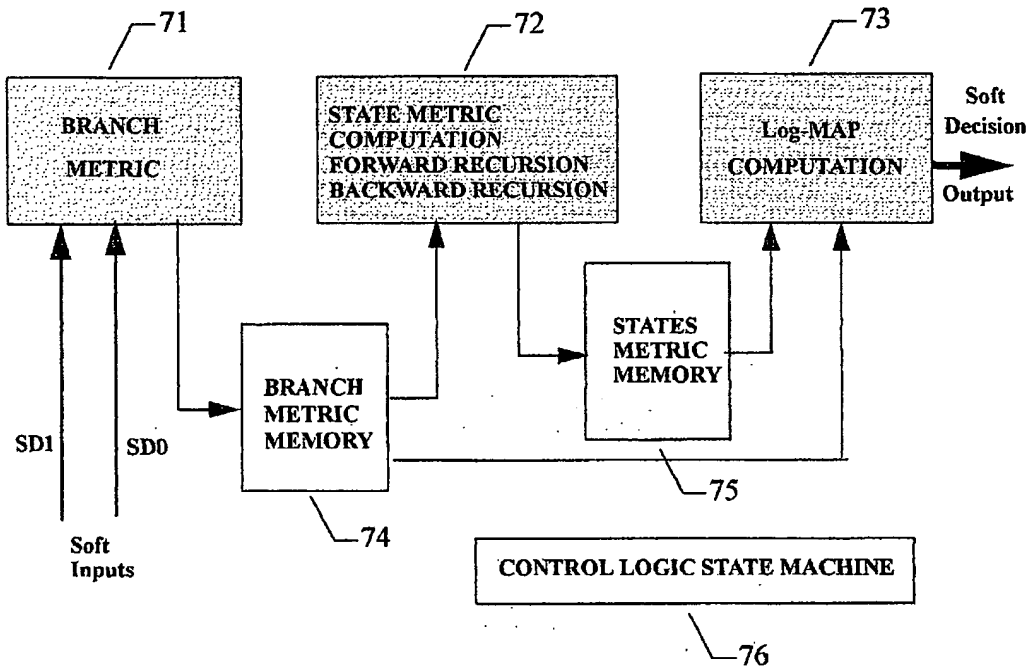 71
72
73
BRANCH
METRIC
STATE METRIC
COMPUTATION
FORWARD RECURSION
BACKWARD RECURSION
Log-MAP
COMPUTATION
Soft
Decision
Output
STATES
METRIC
MEMORY
BRANCH
METRIC
MEMORY
SD1
SD0
75
74
Soft
Inputs
CONTROL LOGIC STATE MACHINE
76